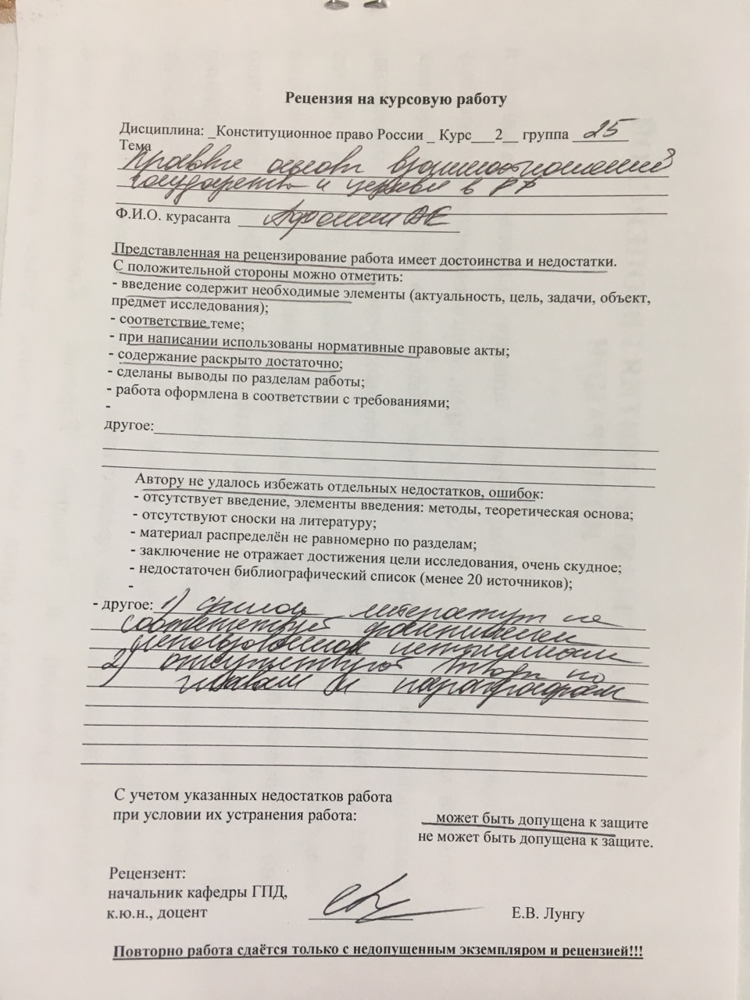 Рецензия на курсовую работу
Дисциплина: _Конституционное право России _ Курс___2__ группа 25
Тема
Правовые основы взаимоотношений
государства и церкви в РФ
Ф.И.О. курасанта
Представленная на рецензирование работа имеет достоинства и недостатки.
С положительной стороны можно отметить:
- введение содержит необходимые элементы (актуальность, цель, задачи, объект,
предмет исследования);
- соответствие теме;
- при написании использованы нормативные правовые акты;
- содержание раскрыто достаточно;
- сделаны выводы по разделам работы;
- работа оформлена в соответствии с требованиями;
-
другое:
Автору не удалось избежать отдельных недостатков, ошибок:
- отсутствует введение, элементы введения: методы, теоретическая основа;
- отсутствуют сноски на литературу;
- материал распределён не равномерно по разделам;
- заключение не отражает достижения цели исследования, очень скудное;
- недостаточен библиографический список (менее 20 источников);
-
- другое: 1) список литературы не
соответствует фактически
использованным источникам
2) отсутствуют выводы по
главам и параграфам
С учетом указанных недостатков работа
при условии их устранения работа:
может быть допущена к защите
не может быть допущена к защите.
Рецензент:
начальник кафедры ГПД,
к.ю.н., доцент Е.В. Лунгу
Повторно работа сдаётся только с недопущенным экземпляром и рецензией!!!